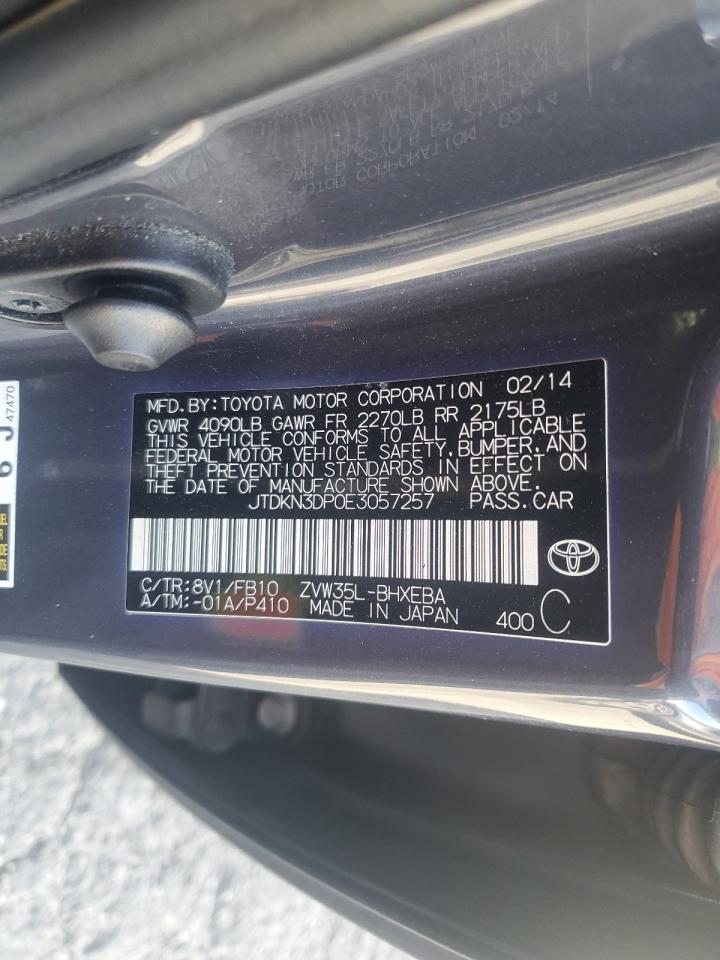 MFD.BY:TOYOTA MOTOR CORPORATION 02/14
GVWR 4090LB GAWR FR 2270LB RR 2175LB
THIS VEHICLE CONFORMS TO ALL APPLICABLE
FEDERAL MOTOR VEHICLE SAFETY,BUMPER,AND
THEFT PREVENTION STANDARDS IN EFFECT ON
THE DATE OF MANUFACTURE SHOWN ABOVE.
JTDKN3DP0E3057257 PASS.CAR
C/TR:8V1/FB10 ZVW35L-BHXEBA
A/TM:-01A/P410 MADE IN JAPAN 400 C
6 J
47470